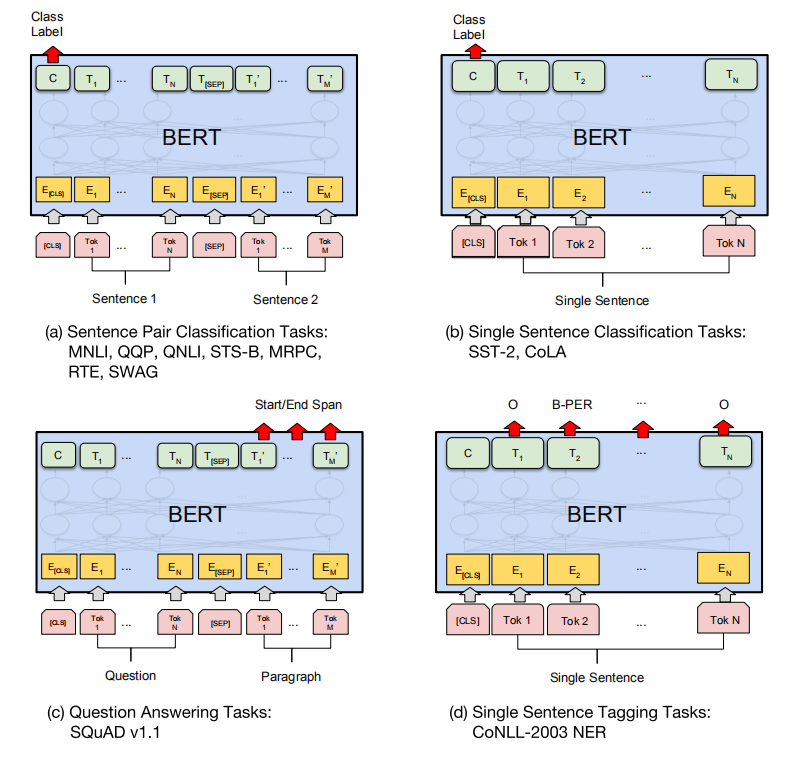 Class
Label
C T1 ... TN T[SEP] T1' ... TM'
...
BERT
...
E[CLS] E1 ... EN E[SEP] E1' ... EM'
[CLS] Tok 1 ... Tok N [SEP] Tok 1 ... Tok M
Sentence 1 Sentence 2
(a) Sentence Pair Classification Tasks:
MNLI, QQP, QNLI, STS-B, MRPC,
RTE, SWAG
Class
Label
C T1 T2 ... TN
...
BERT
...
E[CLS] E1 E2 ... EN
[CLS] Tok 1 Tok 2 ... Tok N
Single Sentence
(b) Single Sentence Classification Tasks:
SST-2, CoLA
Start/End Span
C T1 ... TN T[SEP] T1' ... TM'
...
BERT
...
E[CLS] E1 ... EN E[SEP] E1' ... EM'
[CLS] Tok 1 ... Tok N [SEP] Tok 1 ... Tok M
Question Paragraph
(c) Question Answering Tasks:
SQuAD v1.1
O B-PER ... O
C T1 T2 ... TN
...
BERT
...
E[CLS] E1 E2 ... EN
[CLS] Tok 1 Tok 2 ... Tok N
Single Sentence
(d) Single Sentence Tagging Tasks:
CoNLL-2003 NER